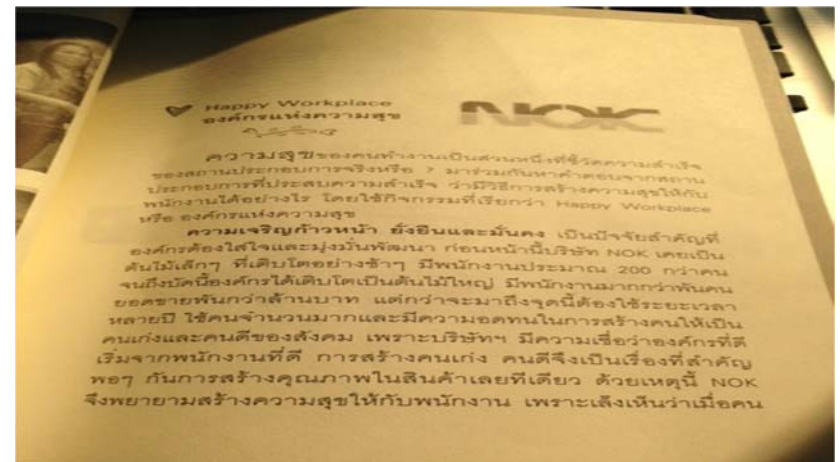 Happy Workplace
องค์กรแห่งความสุข
NOK
ความสุขของคนทำงานเป็นส่วนหนึ่งที่ชี้วัดความสำเร็จ
ของสถานประกอบการจริงหรือ ? มาร่วมกันหาคำตอบจากสถาน
ประกอบการที่ประสบความสำเร็จ ว่ามีวิธีการสร้างความสุขให้กับ
พนักงานได้อย่างไร โดยใช้กิจกรรมที่เรียกว่า Happy Workplace
หรือ องค์กรแห่งความสุข
ความเจริญก้าวหน้า ยั่งยืนและมั่นคง เป็นปัจจัยสำคัญที่
องค์กรต้องใส่ใจและมุ่งมั่นพัฒนา ก่อนหน้านี้บริษัท NOK เคยเป็น
ต้นไม้เล็กๆ ที่เติบโตอย่างช้าๆ มีพนักงานประมาณ 200 กว่าคน
จนถึงบัดนี้องค์กรได้เติบโตเป็นต้นไม้ใหญ่ มีพนักงานมากกว่าพันคน
ยอดขายพันกว่าล้านบาท แต่กว่าจะมาถึงจุดนี้ต้องใช้ระยะเวลา
หลายปี ใช้คนจำนวนมากและมีความอดทนในการสร้างคนให้เป็น
คนเก่งและคนดีของสังคม เพราะบริษัทฯ มีความเชื่อว่าองค์กรที่ดี
เริ่มจากพนักงานที่ดี การสร้างคนเก่ง คนดีจึงเป็นเรื่องที่สำคัญ
พอๆ กับการสร้างคุณภาพในสินค้าเลยทีเดียว ด้วยเหตุนี้ NOK
จึงพยายามสร้างความสุขให้กับพนักงาน เพราะเล็งเห็นว่าเมื่อคน